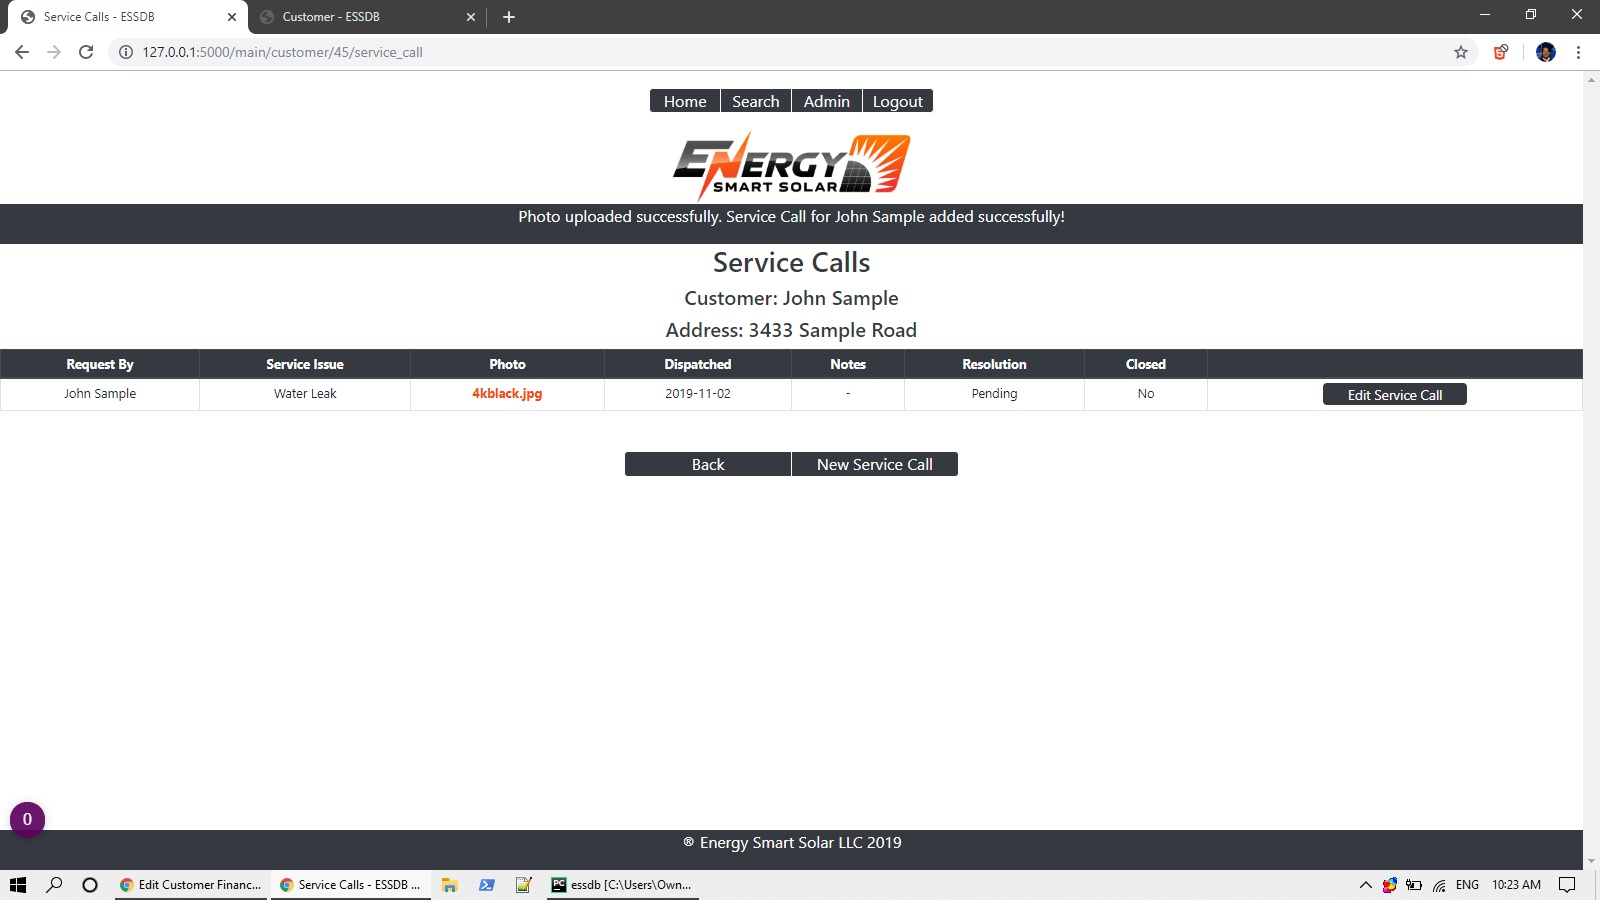 Service Calls - ESSDB
Customer - ESSDB
127.0.0.1:5000/main/customer/45/service_call
Home Search Admin Logout
ENERGY
SMART SOLAR
Photo uploaded successfully. Service Call for John Sample added successfully!
Service Calls
Customer: John Sample
Address: 3433 Sample Road
Request By Service Issue Photo Dispatched Notes Resolution Closed
John Sample Water Leak 4kblack.jpg 2019-11-02 - Pending No Edit Service Call
Back New Service Call
0
® Energy Smart Solar LLC 2019
Edit Customer Financ... Service Calls - ESSDB ... PC essdb [C:\Users\Own... ENG 10:23 AM